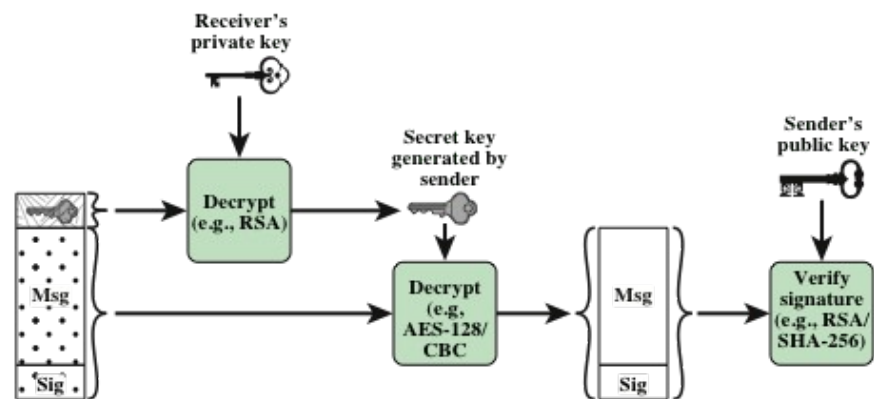 Receiver's
private key
Decrypt
(e.g., RSA)
Secret key
generated by
sender
Sender's
public key
Msg
Sig
Decrypt
(e.g,
AES-128/
CBC
Msg
Sig
Verify
signature
(e.g., RSA/
SHA-256)